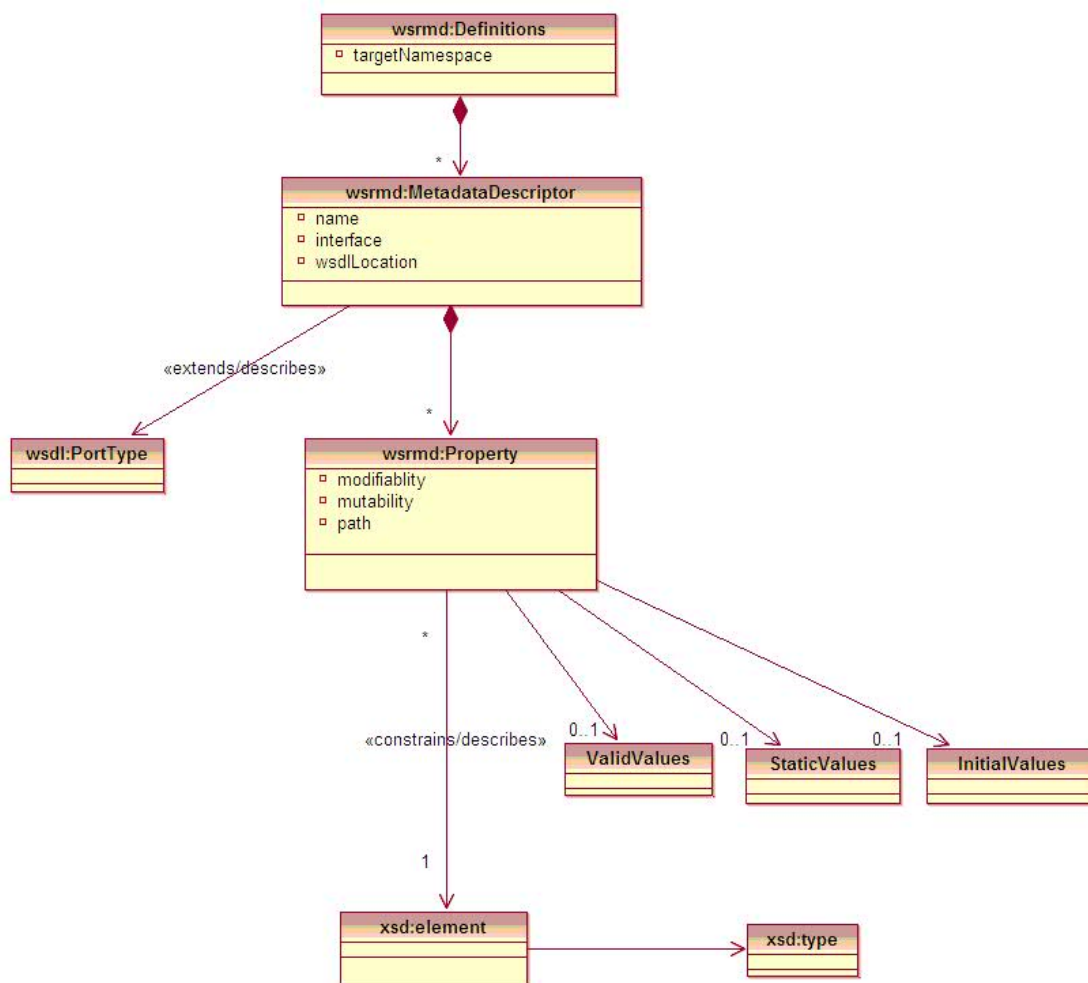 wsrmd:Definitions
targetNamespace
*
wsrmd:MetadataDescriptor
name
interface
wsdlLocation
«extends/describes»
*
wsdl:PortType
wsrmd:Property
modifiablity
mutability
path
*
«constrains/describes»
0..1
0..1
0..1
ValidValues
StaticValues
InitialValues
1
xsd:element
xsd:type